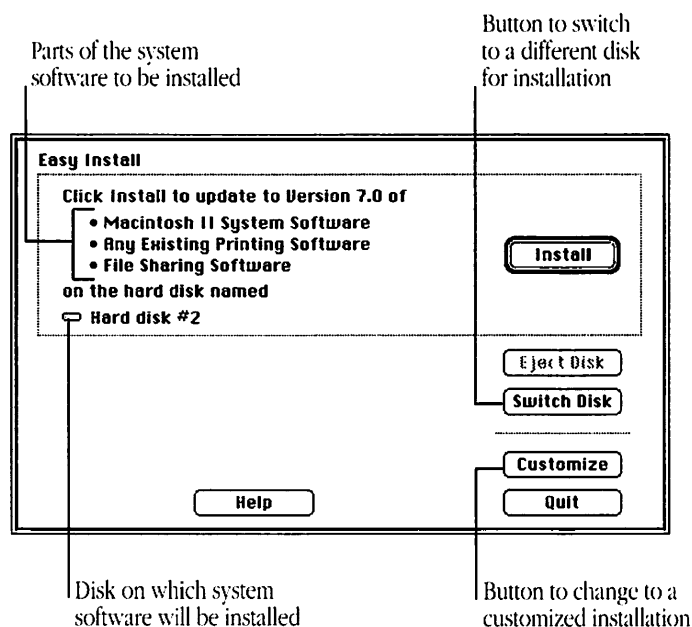 Button to switch
to a different disk
for installation
Parts of the system
software to be installed
Easy Install
Click Install to update to Version 7.0 of
• Macintosh II System Software
• Any Existing Printing Software
• File Sharing Software
on the hard disk named
Hard disk #2
Install
Eject Disk
Switch Disk
Customize
Help
Quit
Disk on which system
software will be installed
Button to change to a
customized installation